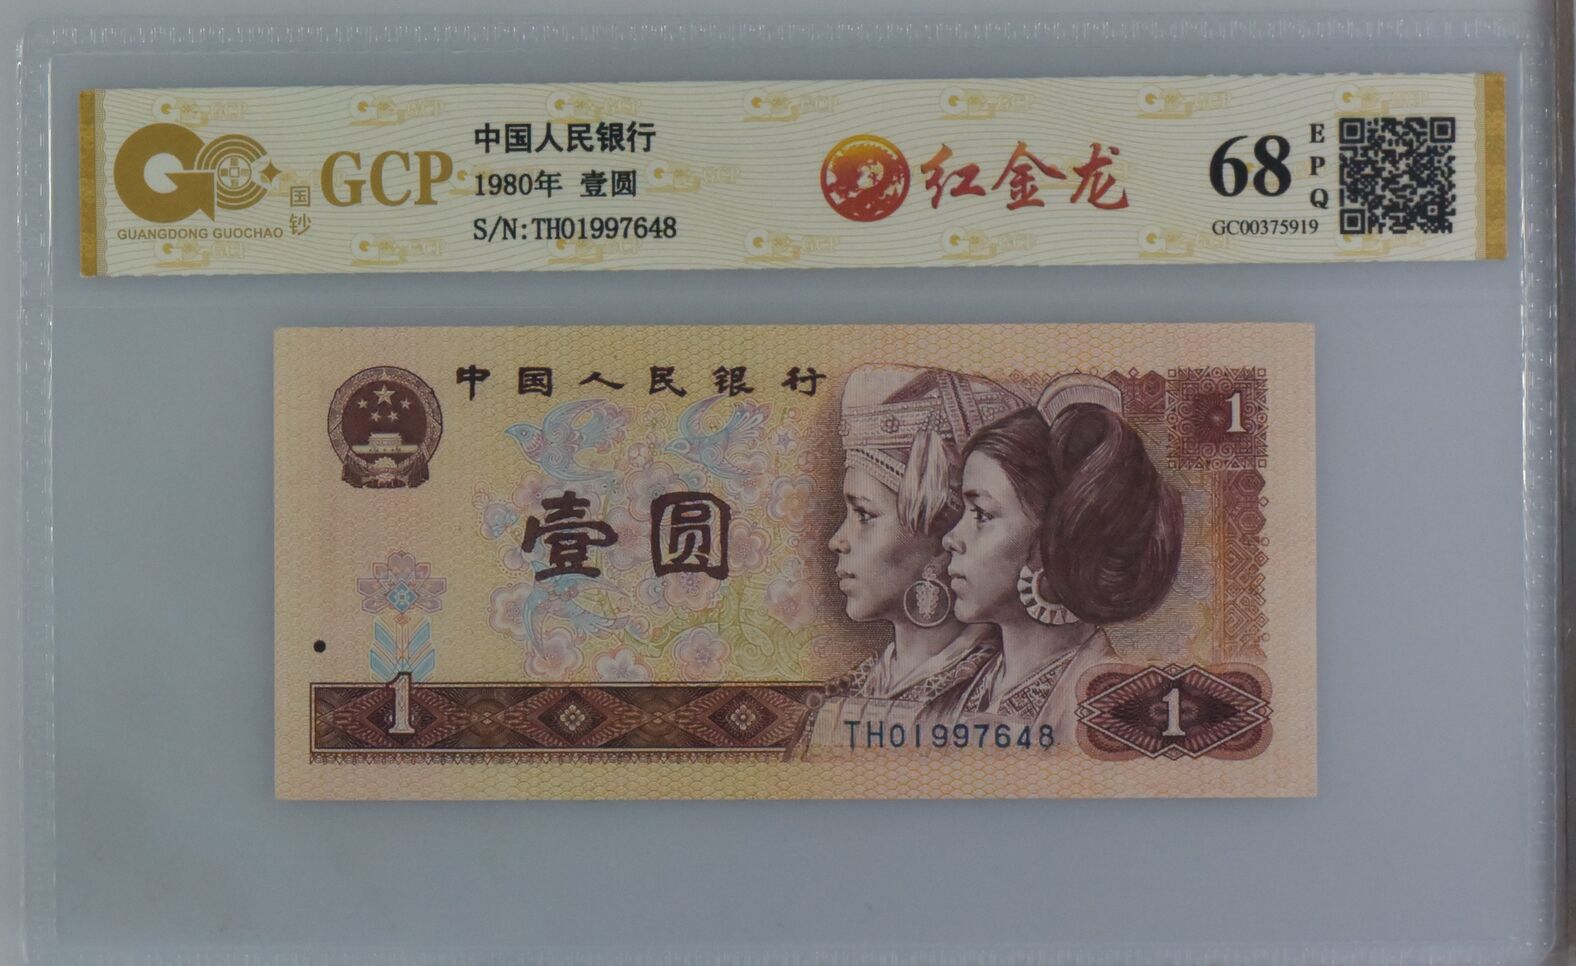 GCP
国钞
GUANGDONG GUOCHAO
中国人民银行
1980年 壹圆
S/N:TH01997648
红金龙
68
EPQ
GC00375919
中国人民银行
1
壹圆
1
TH01997648
1